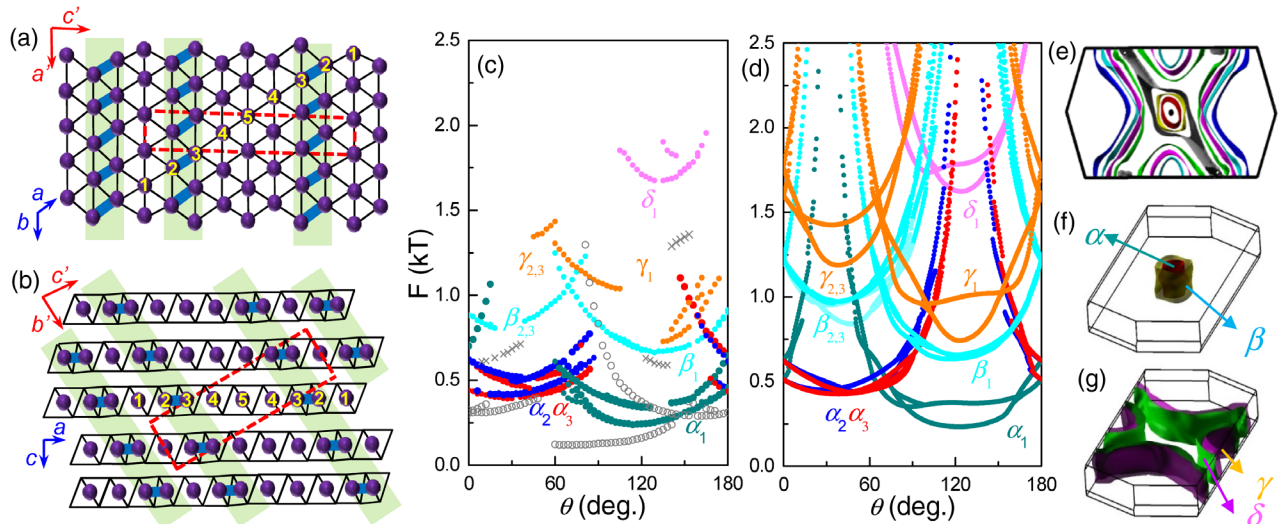 (a)
c'
a'
a
b
1
2
3
4
5
4
3
2
1
(b)
c'
b'
a
c
1 2 3 4 5 4 3 2 1
(c)
F (kT)
2.5
2.0
1.5
1.0
0.5
0.0
0 60 120 180
θ (deg.)
δ1
γ2,3
γ1
β2,3
β1
α2 α3
α1
(d)
2.5
2.0
1.5
1.0
0.5
0.0
0 60 120 180
θ (deg.)
δ1
γ2,3
γ1
β2,3
β1
α2 α3
α1
(e)
(f)
α
β
(g)
γ
δ